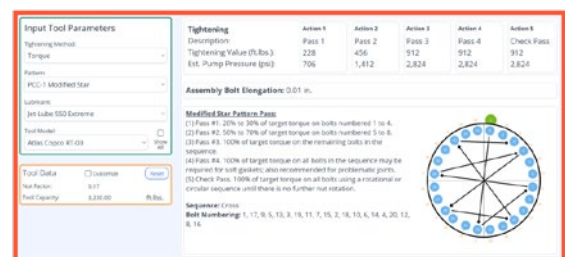 Input Tool Parameters
Tightening Method:
Torque
Pattern:
PCC-1 Modified Star
Lubricant:
Jet-Lube SSO Extreme
Tool Model:
Atlas Copco RT-03
Show All
Tool Data
Customize
Reset
Nut Factor:
0.17
Tool Capacity:
3,230.00
ft.lbs.
Tightening Action 1 Action 2 Action 3 Action 4 Action 5
Description: Pass 1 Pass 2 Pass 3 Pass 4 Check Pass
Tightening Value (ft.lbs.): 228 456 912 912 912
Est. Pump Pressure (psi): 706 1,412 2,824 2,824 2,824
Assembly Bolt Elongation: 0.01 in.
Modified Star Pattern Pass:
(1) Pass #1. 20% to 30% of target torque on bolts numbered 1 to 4.
(2) Pass #2. 50% to 70% of target torque on bolts numbered 5 to 8.
(3) Pass #3. 100% of target torque on the remaining bolts in the
sequence.
(4) Pass #4. 100% of target torque on all bolts in the sequence may be
required for soft gaskets; also recommended for problematic joints.
(5) Check Pass. 100% of target torque on all bolts using a rotational or
circular sequence until there is no further nut rotation.
Sequence: Cross
Bolt Numbering: 1, 17, 9, 5, 13, 3, 19, 11, 7, 15, 2, 18, 10, 6, 14, 4, 20, 12,
8, 16